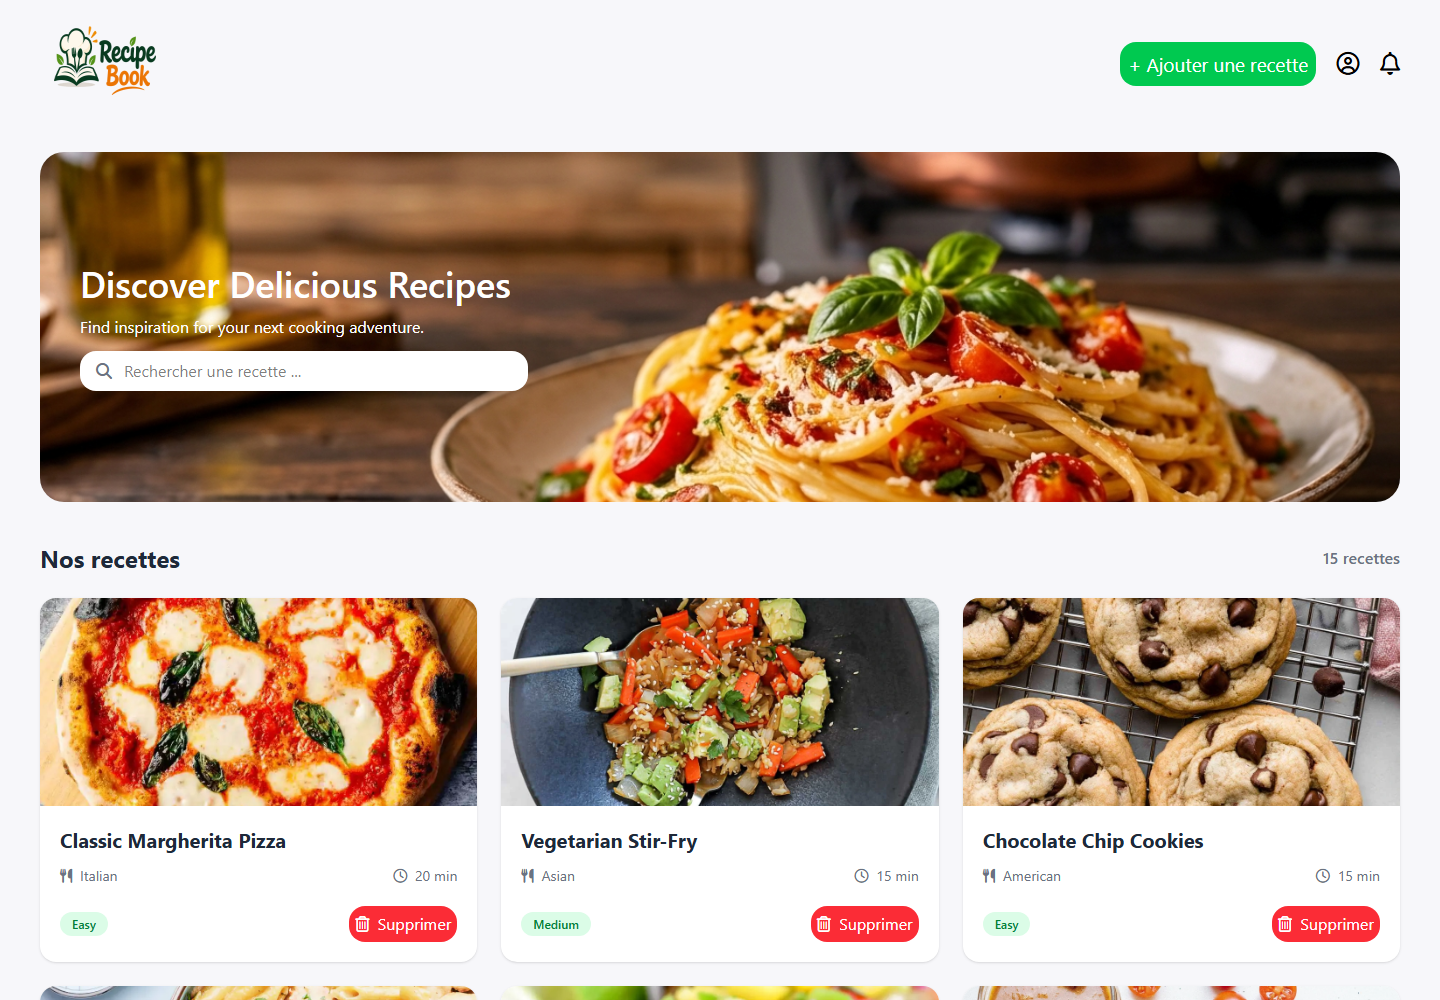 Recipe
Book
+ Ajouter une recette
Discover Delicious Recipes
Find inspiration for your next cooking adventure.
Rechercher une recette ...
Nos recettes
15 recettes
Classic Margherita Pizza
Italian
20 min
Easy
Supprimer
Vegetarian Stir-Fry
Asian
15 min
Medium
Supprimer
Chocolate Chip Cookies
American
15 min
Easy
Supprimer